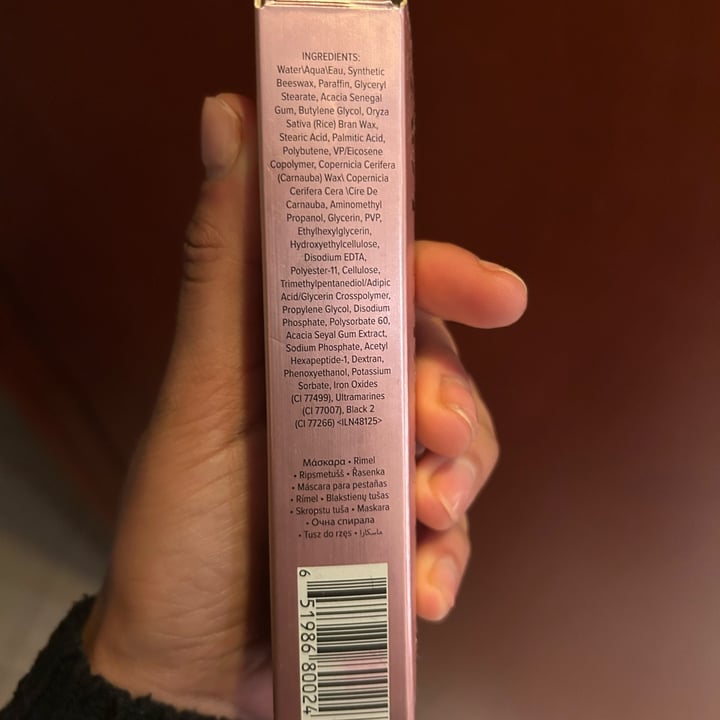 INGREDIENTS:
Water\Aqua\Eau, Synthetic
Beeswax, Paraffin, Glyceryl
Stearate, Acacia Senegal
Gum, Butylene Glycol, Oryza
Sativa (Rice) Bran Wax,
Stearic Acid, Palmitic Acid,
Polybutene, VP/Eicosene
Copolymer, Copernicia Cerifera
(Carnauba) Wax\ Copernicia
Cerifera Cera \Cire De
Carnauba, Aminomethyl
Propanol, Glycerin, PVP,
Ethylhexylglycerin,
Hydroxyethylcellulose,
Disodium EDTA,
Polyester-11, Cellulose,
Trimethylpentanediol/Adipic
Acid/Glycerin Crosspolymer,
Propylene Glycol, Disodium
Phosphate, Polysorbate 60,
Acacia Seyal Gum Extract,
Sodium Phosphate, Acetyl
Hexapeptide-1, Dextran,
Phenoxyethanol, Potassium
Sorbate, Iron Oxides
(CI 77499), Ultramarines
(CI 77007), Black 2
(CI 77266) <ILN48125>
Μάσκαρα • Rimel
• Ripsmetušš • Řasenka
• Máscara para pestañas
• Rímel • Blakstienų tušas
• Skropstu tuša • Maskara
• Очна спирала
• Tusz do rzęs • ماسكارا
6 51986 80024